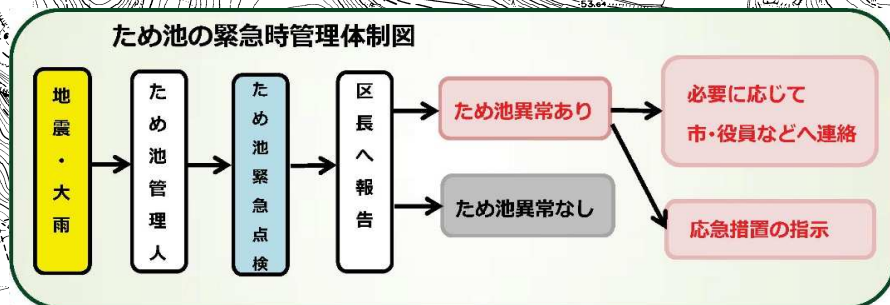 53.6
ため池の緊急時管理体制図
地震・大雨
ため池管理人
ため池緊急点検
区長へ報告
ため池異常あり
ため池異常なし
必要に応じて
市・役員などへ連絡
応急措置の指示